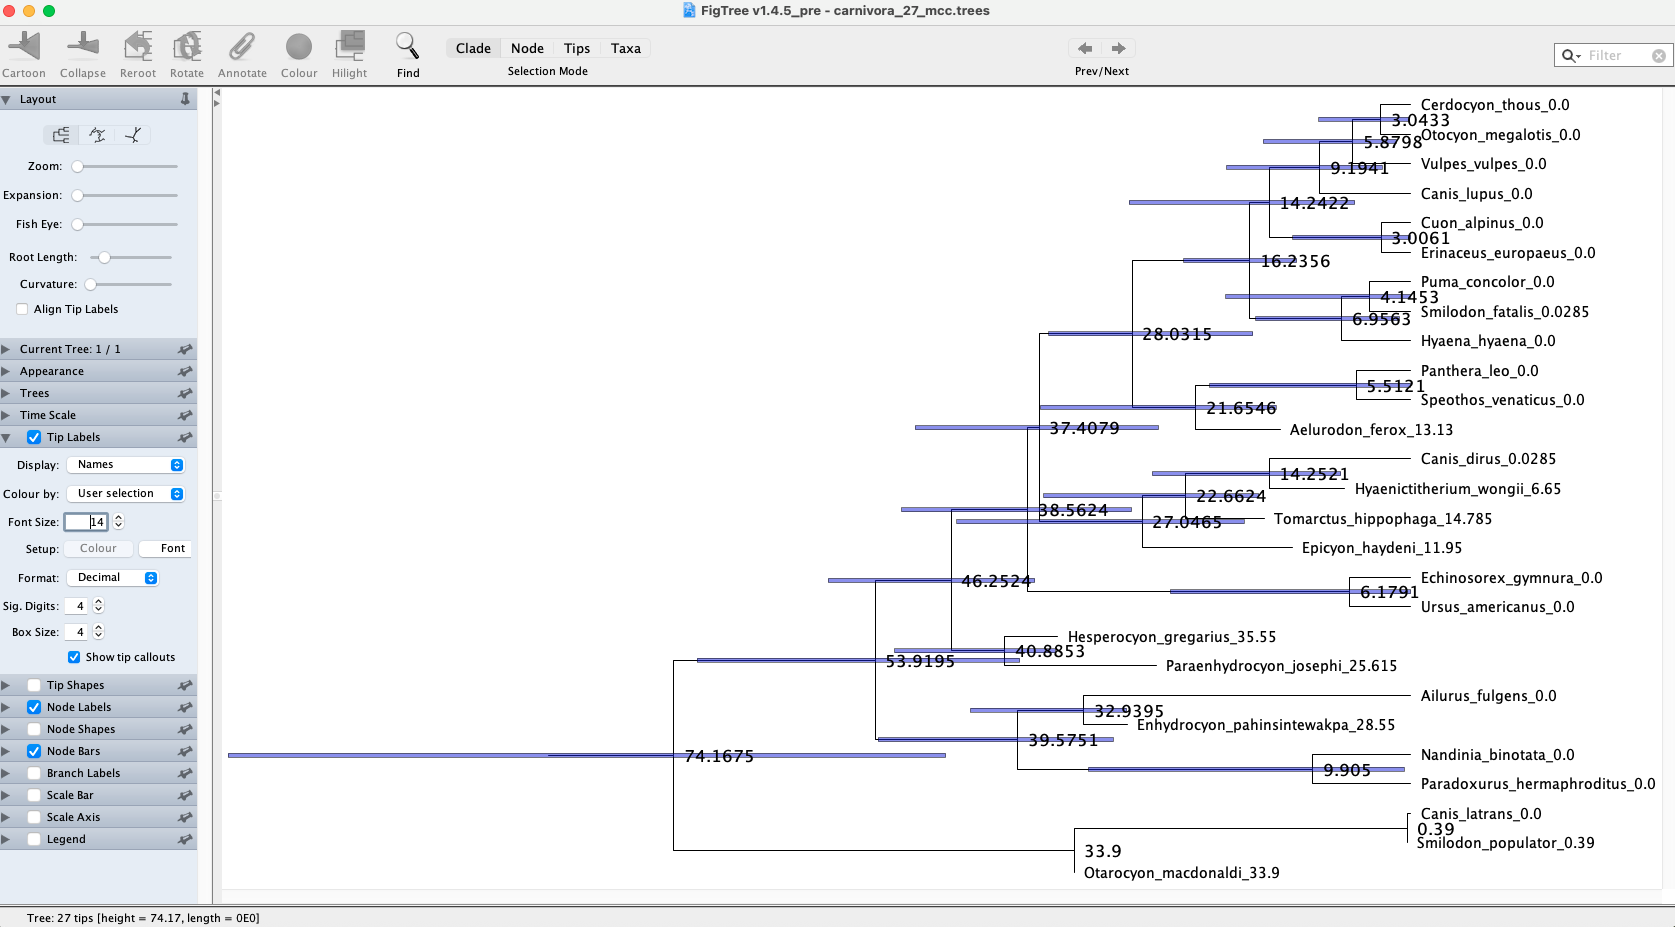 FigTree v1.4.5_pre - carnivora_27_mcc.trees
Cartoon Collapse Reroot Rotate Annotate Colour Hilight Find
Clade Node Tips Taxa
Selection Mode
Prev/Next
Filter
Layout
Zoom:
Expansion:
Fish Eye:
Root Length:
Curvature:
Align Tip Labels
Current Tree: 1 / 1
Appearance
Trees
Time Scale
Tip Labels
Display: Names
Colour by: User selection
Font Size: 14
Setup: Colour Font
Format: Decimal
Sig. Digits: 4
Box Size: 4
Show tip callouts
Tip Shapes
Node Labels
Node Shapes
Node Bars
Branch Labels
Scale Bar
Scale Axis
Legend
Cerdocyon_thous_0.0
3.0433
Otocyon_megalotis_0.0
5.8798
Vulpes_vulpes_0.0
9.1941
Canis_lupus_0.0
14.2422
Cuon_alpinus_0.0
3.0061
Erinaceus_europaeus_0.0
16.2356
Puma_concolor_0.0
4.1453
Smilodon_fatalis_0.0285
6.9563
28.0315
Hyaena_hyaena_0.0
Panthera_leo_0.0
5.5121
Speothos_venaticus_0.0
21.6546
37.4079
Aelurodon_ferox_13.13
Canis_dirus_0.0285
14.2521
Hyaenictitherium_wongii_6.65
22.6624
38.5624
Tomarctus_hippophaga_14.785
27.0465
Epicyon_haydeni_11.95
Echinosorex_gymnura_0.0
46.2524
6.1791
Ursus_americanus_0.0
Hesperocyon_gregarius_35.55
40.8853
53.9195
Paraenhydrocyon_josephi_25.615
Ailurus_fulgens_0.0
32.9395
Enhydrocyon_pahinsintewakpa_28.55
39.5751
Nandinia_binotata_0.0
74.1675
9.905
Paradoxurus_hermaphroditus_0.0
Canis_latrans_0.0
0.39
Smilodon_populator_0.39
33.9
Otarocyon_macdonaldi_33.9
Tree: 27 tips [height = 74.17, length = 0E0]